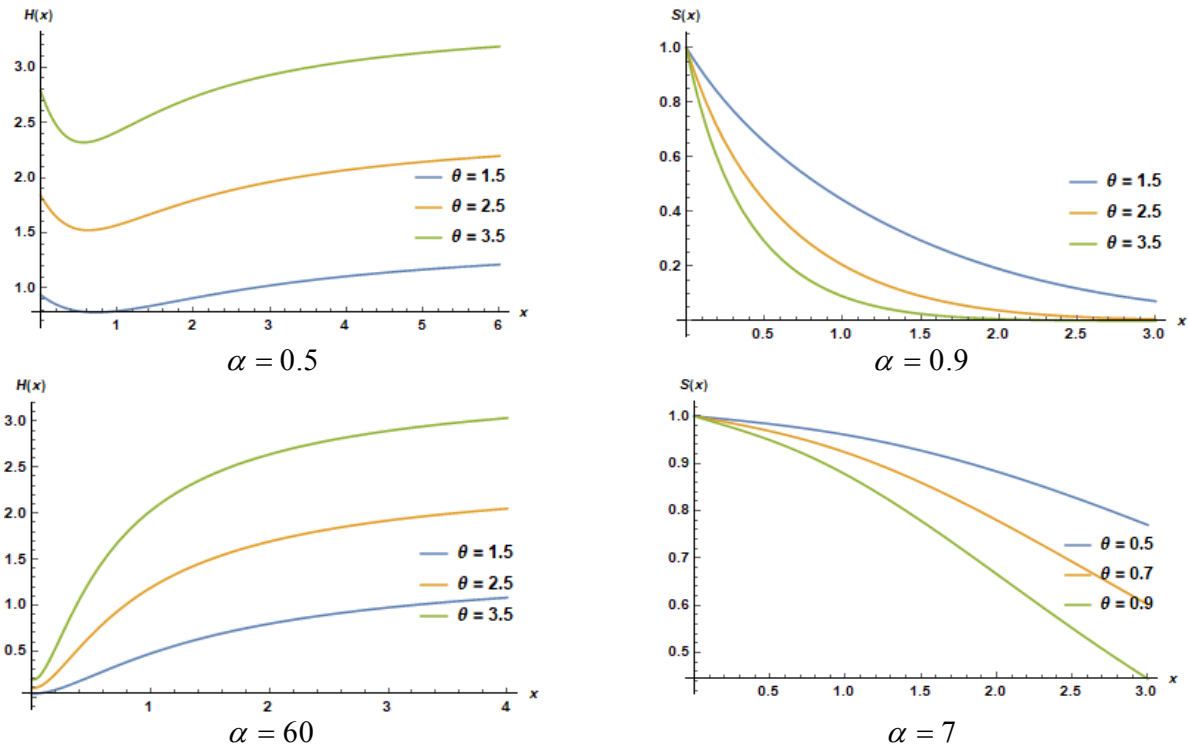 H(x)
3.0
2.5
2.0
1.5
1.0
θ = 1.5
θ = 2.5
θ = 3.5
1 2 3 4 5 6 x
α = 0.5
S(x)
1.0
0.8
0.6
0.4
0.2
θ = 1.5
θ = 2.5
θ = 3.5
0.5 1.0 1.5 2.0 2.5 3.0 x
α = 0.9
H(x)
3.0
2.5
2.0
1.5
1.0
0.5
θ = 1.5
θ = 2.5
θ = 3.5
1 2 3 4 x
α = 60
S(x)
1.0
0.9
0.8
0.7
0.6
0.5
θ = 0.5
θ = 0.7
θ = 0.9
0.5 1.0 1.5 2.0 2.5 3.0 x
α = 7